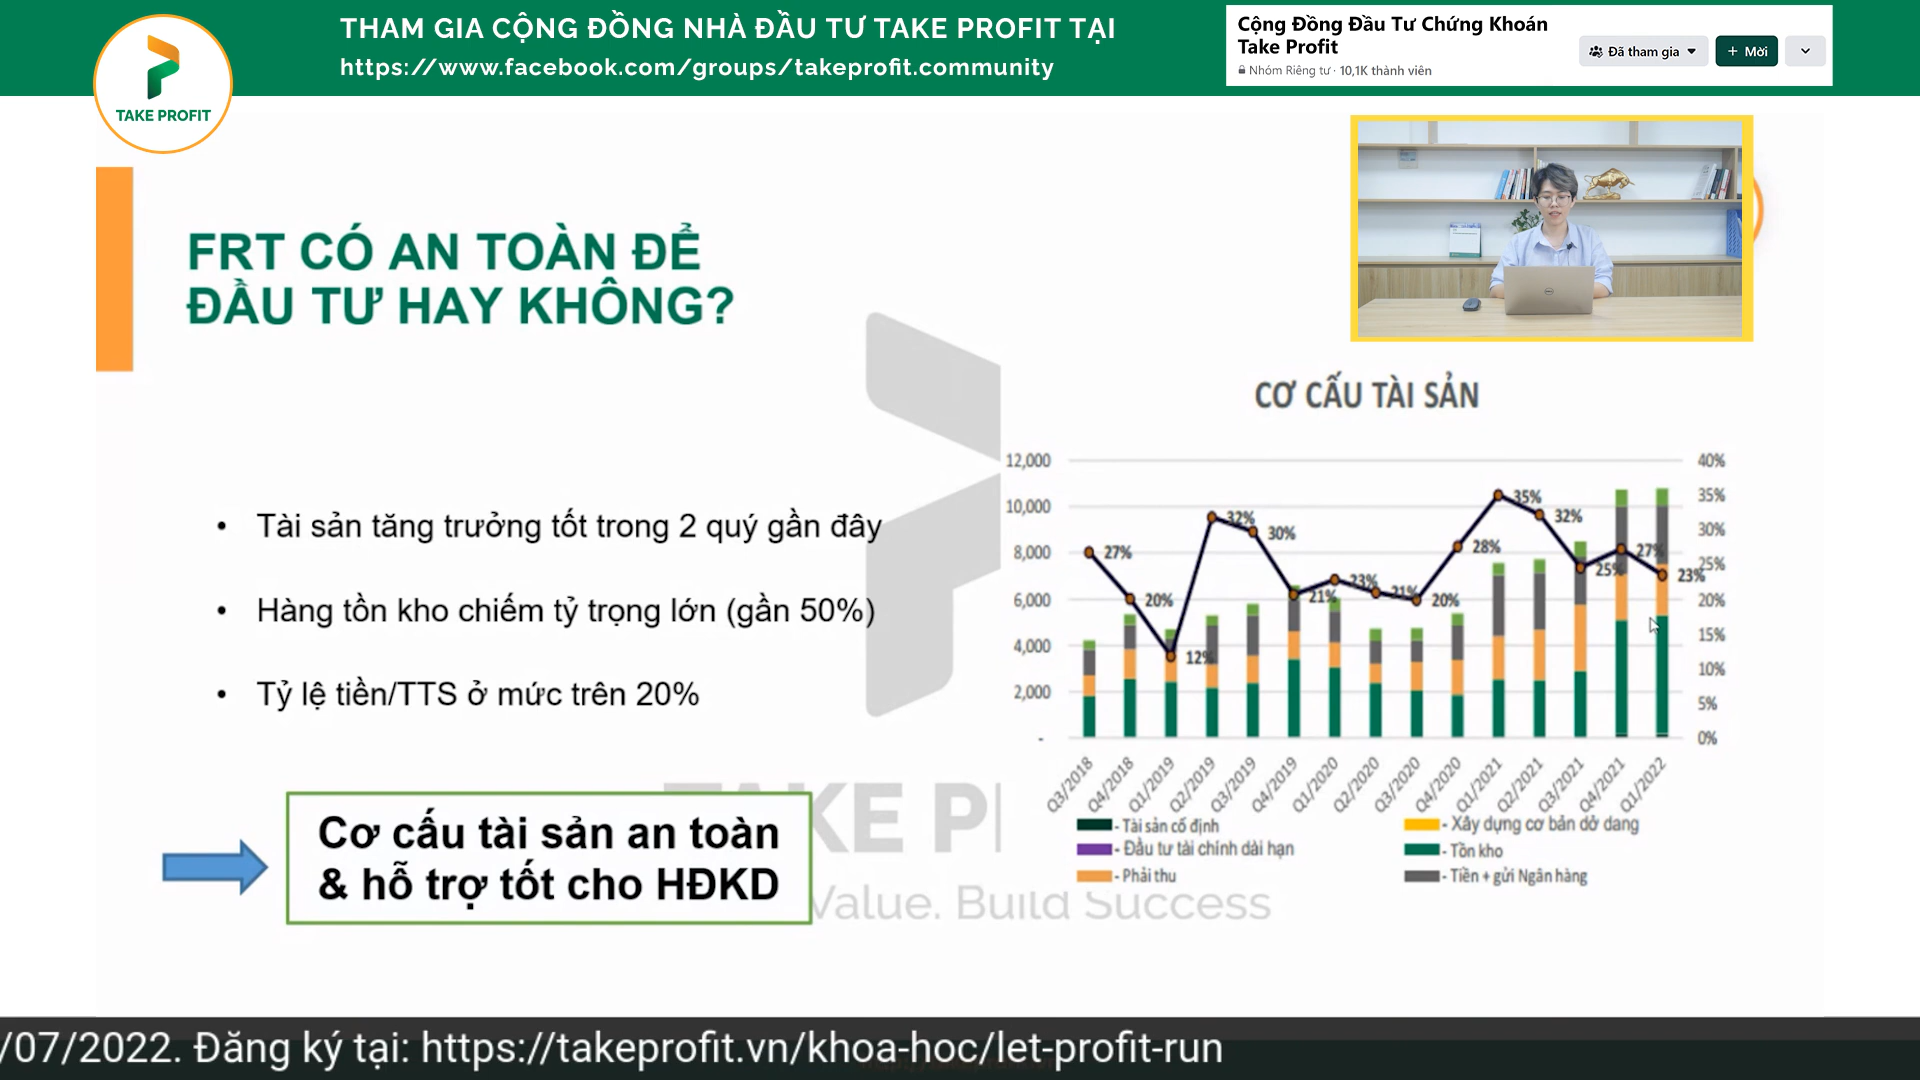 THAM GIA CỘNG ĐỒNG NHÀ ĐẦU TƯ TAKE PROFIT TẠI
https://www.facebook.com/groups/takeprofit.community
Cộng Đồng Đầu Tư Chứng Khoán
Take Profit
Nhóm Riêng tư · 10,1K thành viên
Đã tham gia
+ Mời
TAKE PROFIT
FRT CÓ AN TOÀN ĐỂ
ĐẦU TƯ HAY KHÔNG?
• Tài sản tăng trưởng tốt trong 2 quý gần đây
• Hàng tồn kho chiếm tỷ trọng lớn (gần 50%)
• Tỷ lệ tiền/TTS ở mức trên 20%
Cơ cấu tài sản an toàn
& hỗ trợ tốt cho HĐKD
CƠ CẤU TÀI SẢN
12,000
10,000
8,000
6,000
4,000
2,000
-
40%
35%
30%
25%
20%
15%
10%
5%
0%
27%
20%
12%
32%
30%
21%
23%
21%
20%
28%
35%
32%
25%
27%
23%
Q3/2018
Q4/2018
Q1/2019
Q2/2019
Q3/2019
Q4/2019
Q1/2020
Q2/2020
Q3/2020
Q4/2020
Q1/2021
Q2/2021
Q3/2021
Q4/2021
Q1/2022
- Tài sản cố định
- Xây dựng cơ bản dở dang
- Đầu tư tài chính dài hạn
- Tồn kho
- Phải thu
- Tiền + gửi Ngân hàng
Value. Build Success
/07/2022. Đăng ký tại: https://takeprofit.vn/khoa-hoc/let-profit-run